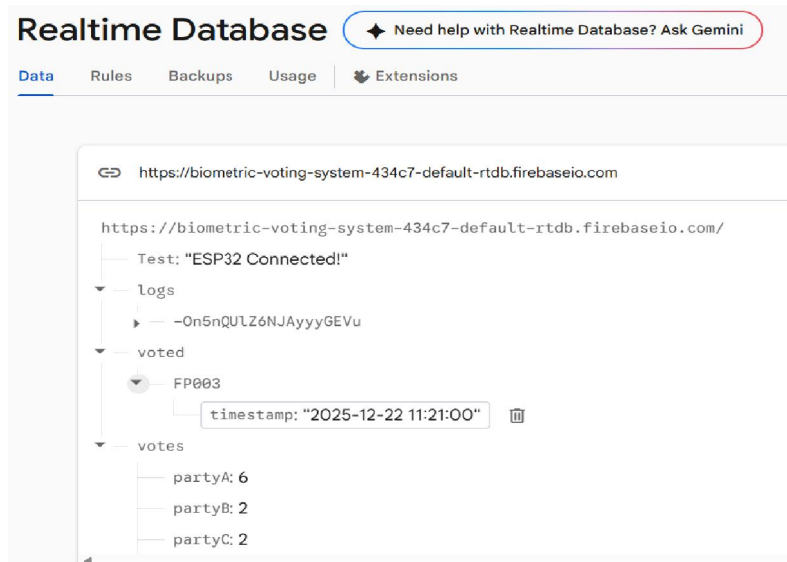 Realtime Database
Need help with Realtime Database? Ask Gemini
Data Rules Backups Usage Extensions
https://biometric-voting-system-434c7-default-rtdb.firebaseio.com
https://biometric-voting-system-434c7-default-rtdb.firebaseio.com/
Test: "ESP32 Connected!"
logs
-On5nQUlZ6NJAyyyGEVu
voted
FP003
timestamp: "2025-12-22 11:21:00"
votes
partyA: 6
partyB: 2
partyC: 2